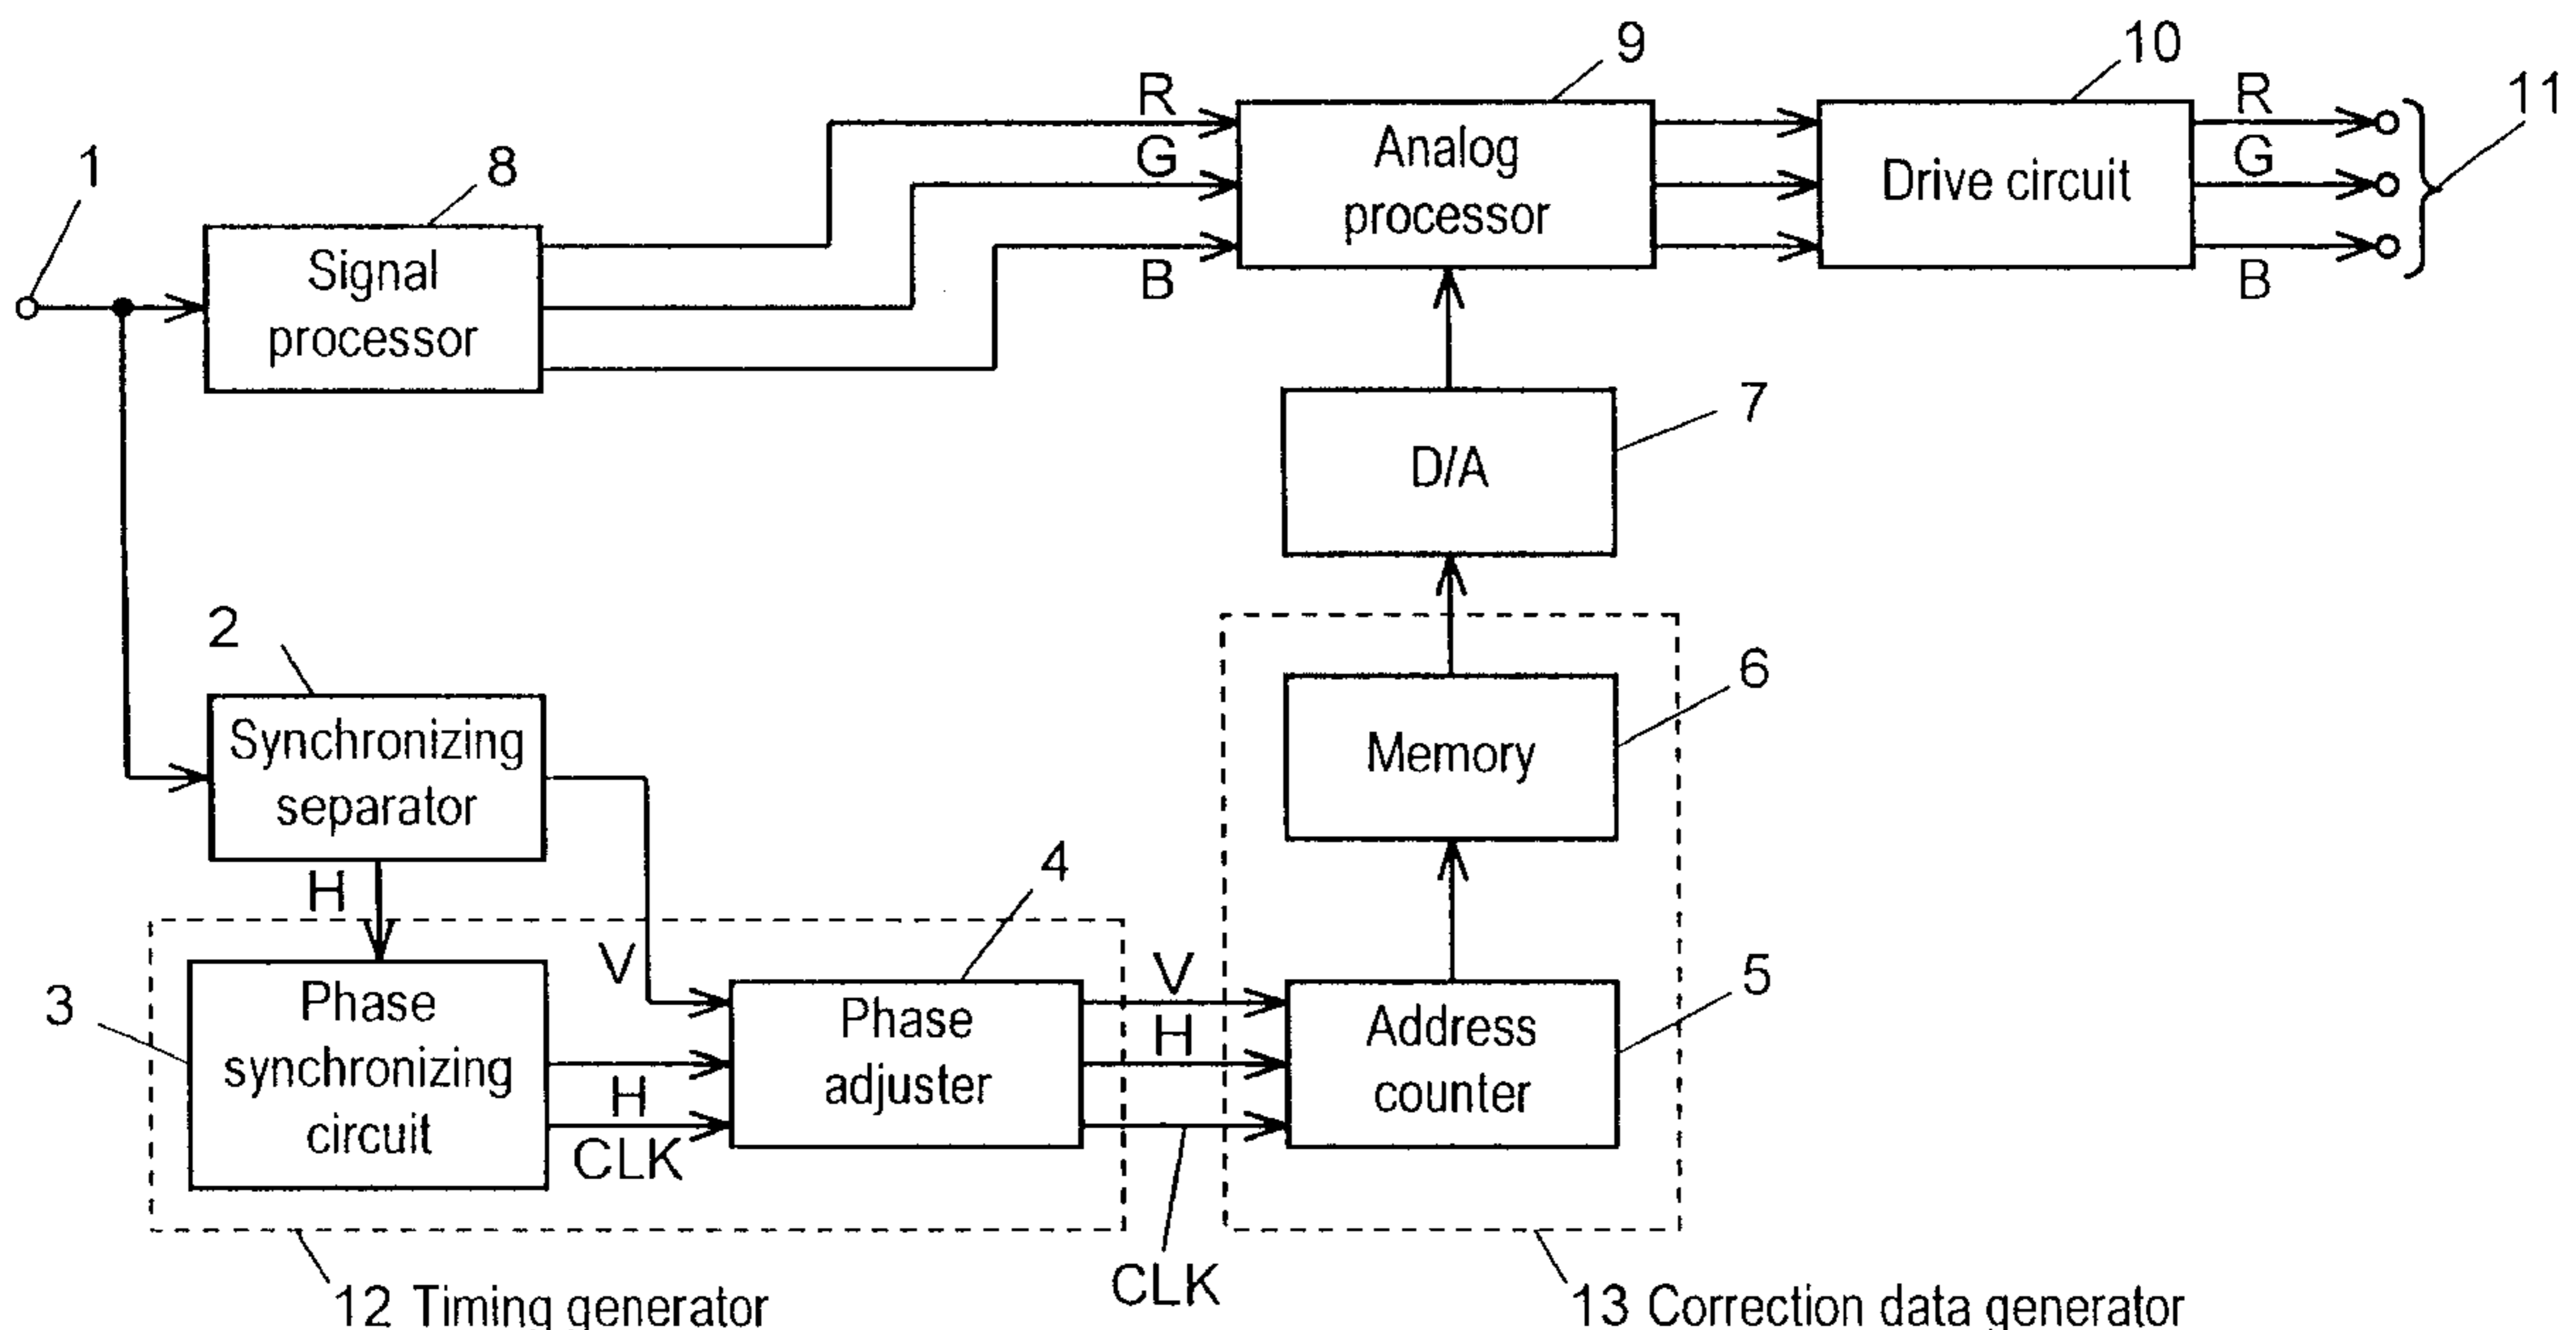 9
10
R
R
11
G
G
Analog
processor
Drive circuit
B
B
1
8
Signal
processor
7
D/A
2
6
Synchronizing
separator
Memory
H
4
V
V
3
Phase
synchronizing
circuit
H
CLK
Phase
adjuster
H
5
Address
counter
CLK
12 Timing generator
13 Correction data generator